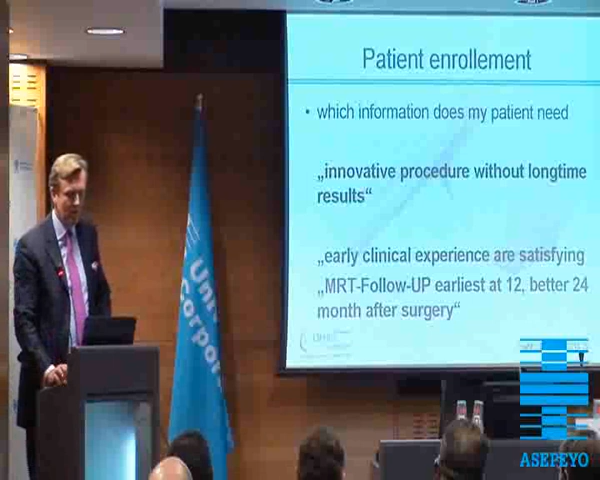 Patient enrollement
• which information does my patient need
„innovative procedure without longtime
results“
„early clinical experience are satisfying
„MRT-Follow-UP earliest at 12, better 24
month after surgery“
ASEPEYO